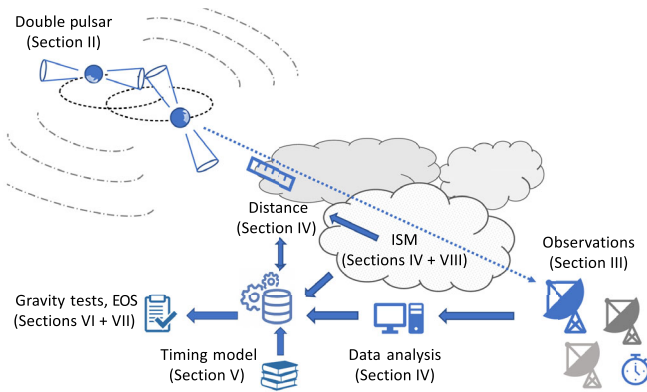 Double pulsar
(Section II)
Distance
(Section IV)
ISM
(Sections IV + VIII)
Observations
(Section III)
Gravity tests, EOS
(Sections VI + VII)
Timing model
(Section V)
Data analysis
(Section IV)